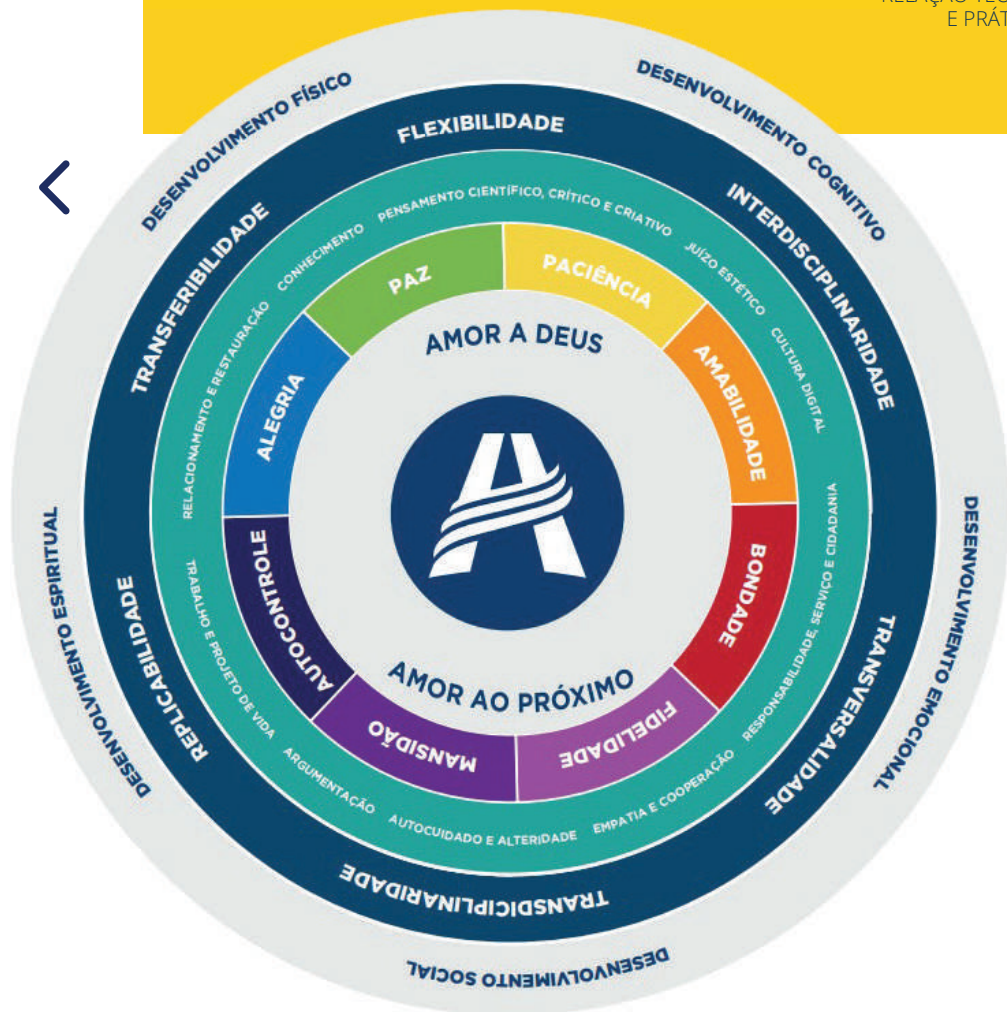 E PRÁT
DESENVOLVIMENTO FÍSICO
DESENVOLVIMENTO COGNITIVO
DESENVOLVIMENTO EMOCIONAL
DESENVOLVIMENTO SOCIAL
DESENVOLVIMENTO ESPIRITUAL
FLEXIBILIDADE
INTERDISCIPLINARIDADE
TRANSVERSALIDADE
TRANSDICIPLINARIDADE
REPLICABILIDADE
TRANSFERIBILIDADE
CONHECIMENTO
PENSAMENTO CIENTÍFICO, CRÍTICO E CRIATIVO
JUÍZO ESTÉTICO
CULTURA DIGITAL
RESPONSABILIDADE, SERVIÇO E CIDADANIA
EMPATIA E COOPERAÇÃO
AUTOCUIDADO E ALTERIDADE
ARGUMENTAÇÃO
TRABALHO E PROJETO DE VIDA
RELACIONAMENTO E RESTAURAÇÃO
PAZ
PACIÊNCIA
AMABILIDADE
BONDADE
FIDELIDADE
MANSIDÃO
AUTOCONTROLE
ALEGRIA
AMOR A DEUS
AMOR AO PRÓXIMO